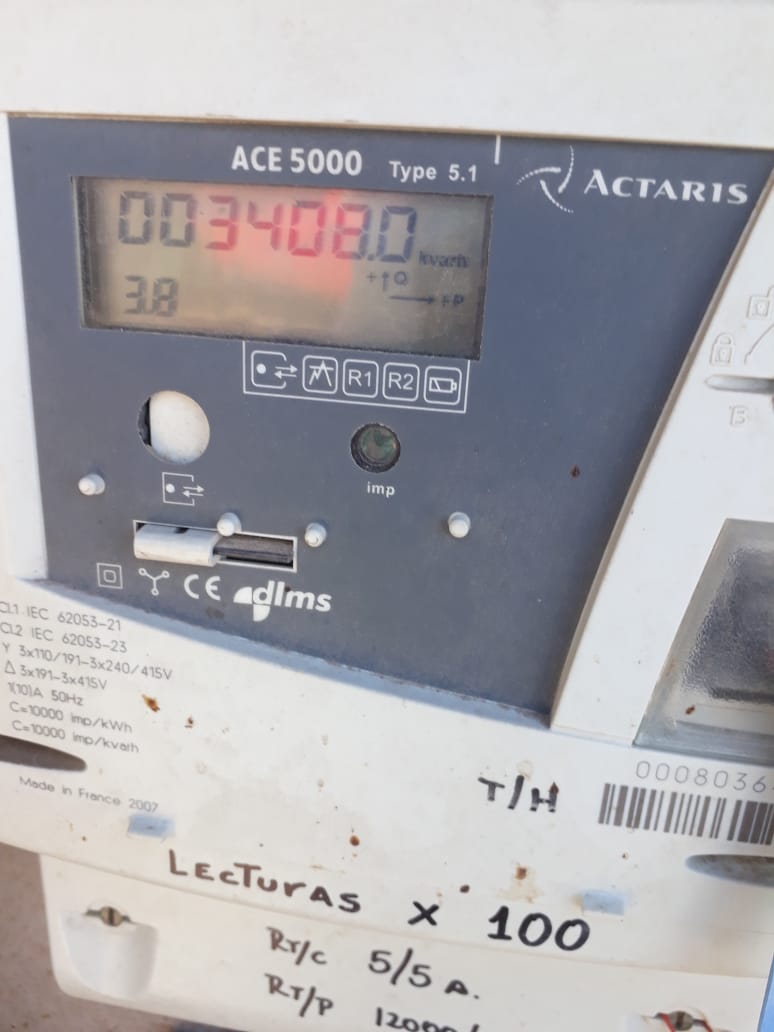 ACE 5000 Type 5.1
ACTARIS
003408.0 kvarh
+↑Q
3.8 → +P
R1 R2
imp
CE dlms
CL1 IEC 62053-21
CL2 IEC 62053-23
Y 3x110/191-3x240/415V
Δ 3x191-3x415V
1(10)A 50Hz
C=10000 imp/kWh
C=10000 imp/kvarh
Made in France 2007
T/H
LECTURAS X 100
RT/C 5/5 A.
RT/P